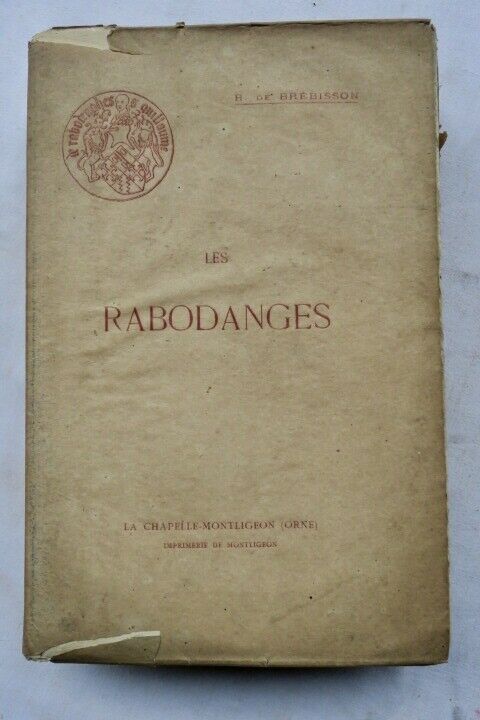 R. DE BRÉBISSON
LES
RABODANGES
LA CHAPELLE-MONTLIGEON (ORNE)
IMPRIMERIE DE MONTLIGEON